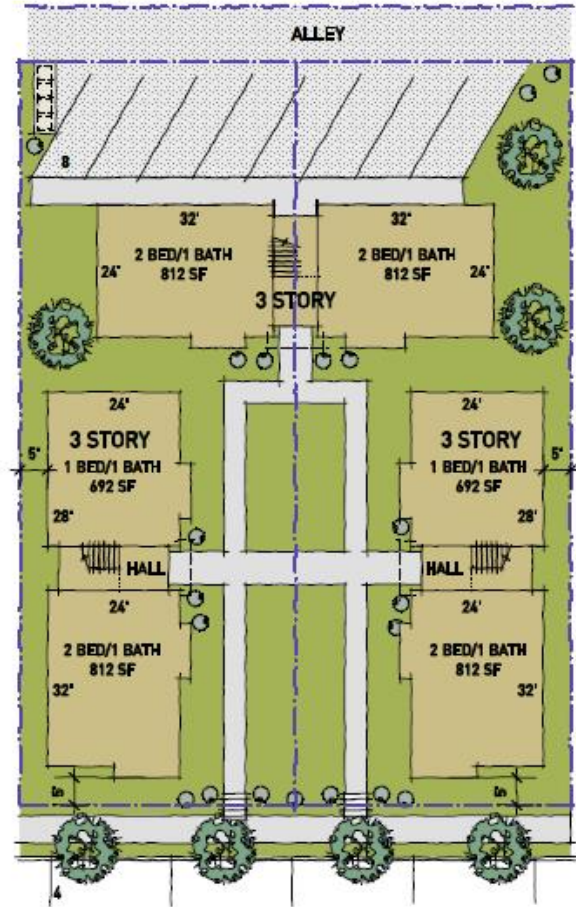 ALLEY
8
32'
32'
2 BED/1 BATH
812 SF
2 BED/1 BATH
812 SF
24'
24'
3 STORY
24'
24'
3 STORY
3 STORY
5'
1 BED/1 BATH
692 SF
1 BED/1 BATH
692 SF
5'
28'
28'
HALL
HALL
24'
24'
2 BED/1 BATH
812 SF
2 BED/1 BATH
812 SF
32'
32'
4